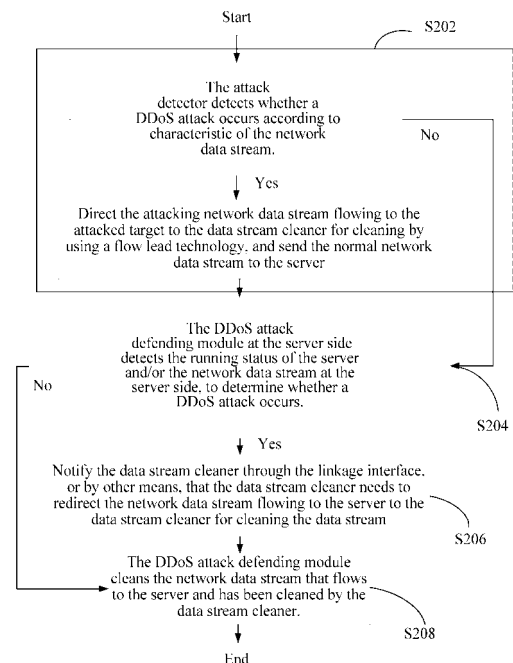 Start
S202
The attack
detector detects whether a
DDoS attack occurs according to
characteristic of the network
data stream.
No
Yes
Direct the attacking network data stream flowing to the
attacked target to the data stream cleaner for cleaning by
using a flow lead technology, and send the normal network
data stream to the server
The DDoS attack
defending module at the server side
detects the running status of the server
and/or the network data stream at the
server side, to determine whether a
DDoS attack occurs.
No
S204
Yes
Notify the data stream cleaner through the linkage interface,
or by other means, that the data stream cleaner needs to
redirect the network data stream flowing to the server to the
data stream cleaner for cleaning the data stream
S206
The DDoS attack defending module
cleans the network data stream that flows
to the server and has been cleaned by the
data stream cleaner.
S208
End